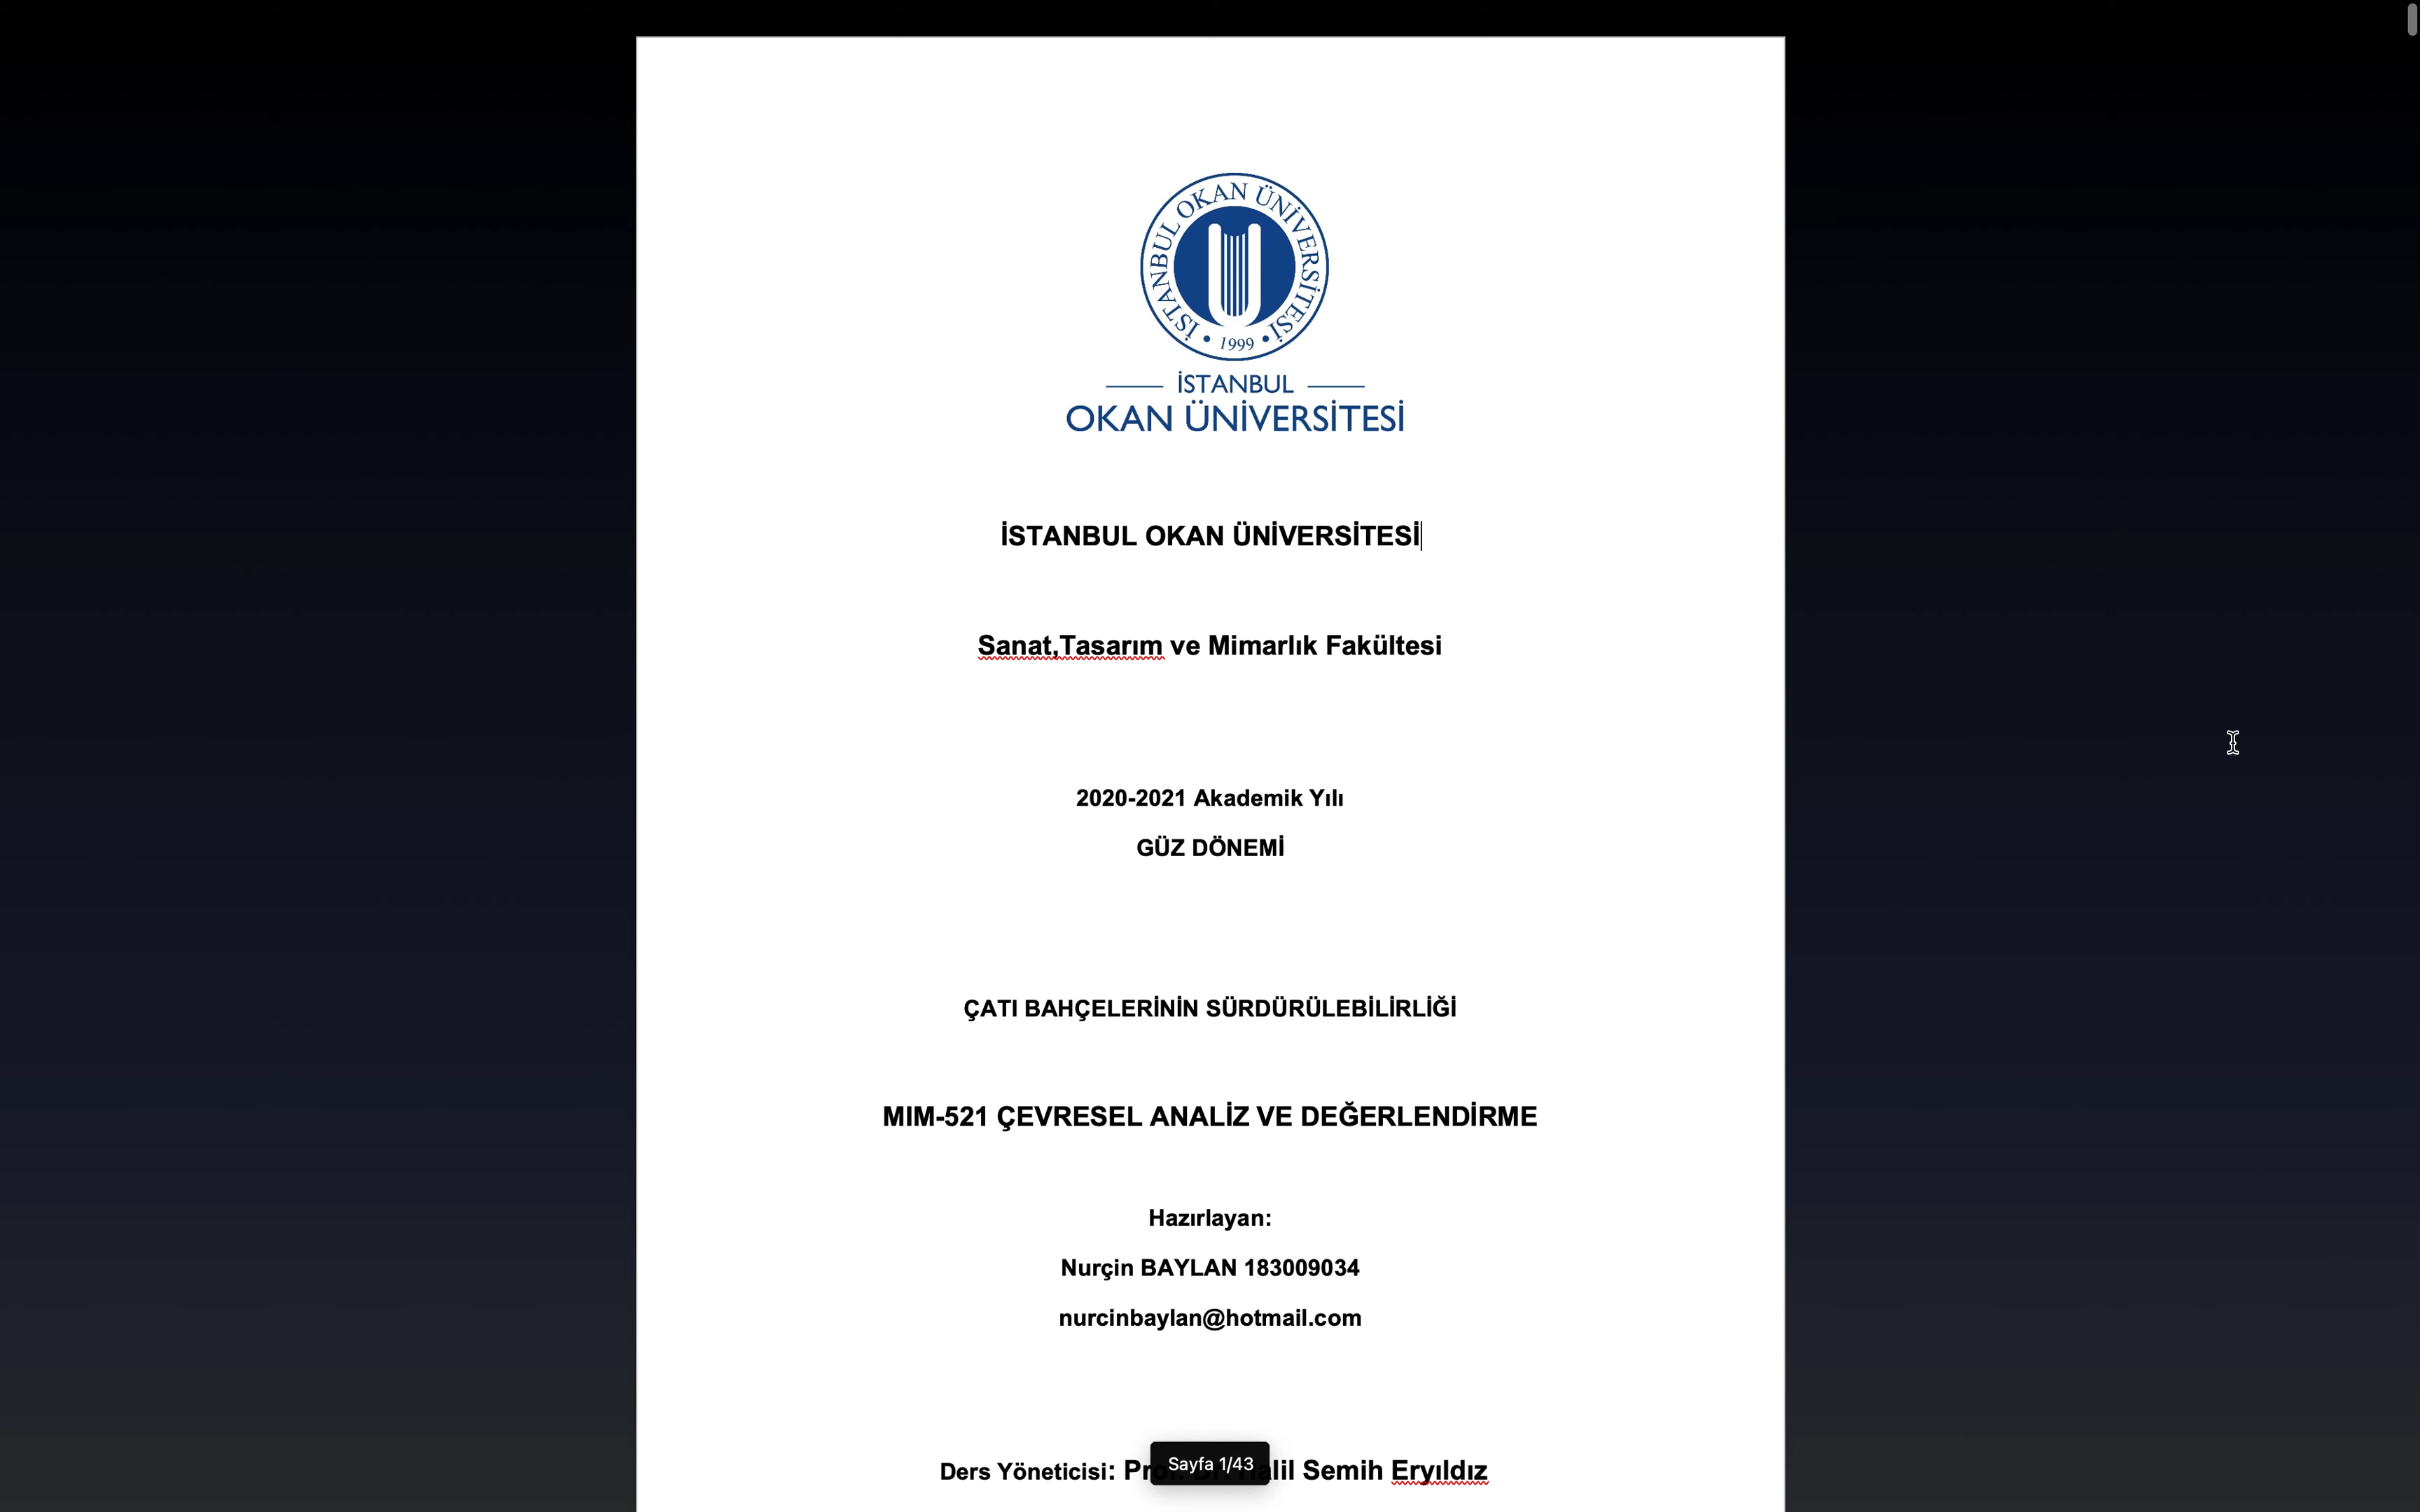 İSTANBUL OKAN ÜNİVERSİTESİ
1999
İSTANBUL
OKAN ÜNİVERSİTESİ
İSTANBUL OKAN ÜNİVERSİTESİ
Sanat,Tasarım ve Mimarlık Fakültesi
2020-2021 Akademik Yılı
GÜZ DÖNEMİ
ÇATI BAHÇELERİNİN SÜRDÜRÜLEBİLİRLİĞİ
MIM-521 ÇEVRESEL ANALİZ VE DEĞERLENDİRME
Hazırlayan:
Nurçin BAYLAN 183009034
nurcinbaylan@hotmail.com
Ders Yöneticisi: Semih Eryıldız
Sayfa 1/43